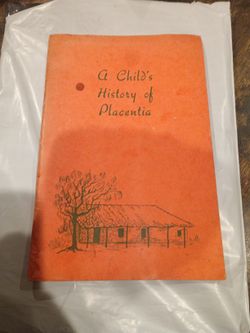 A Child's
History of
Placentia